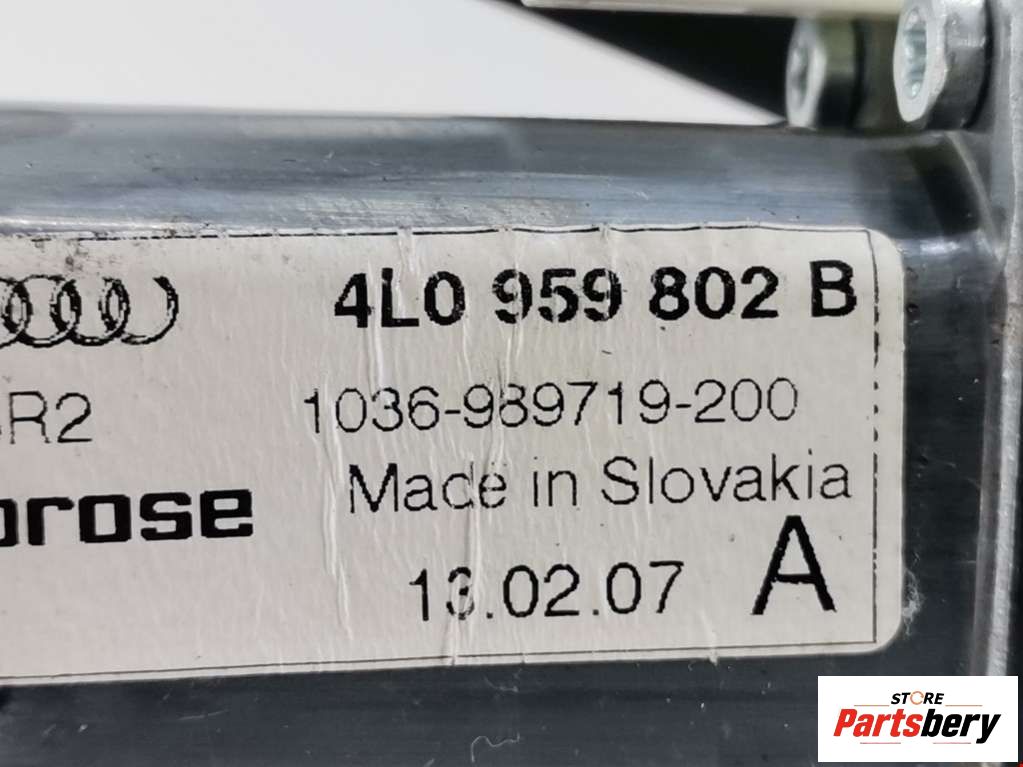 4L0 959 802 B
R2
1036-989719-200
Made in Slovakia
rose
13.02.07 A
STORE
Partsbery